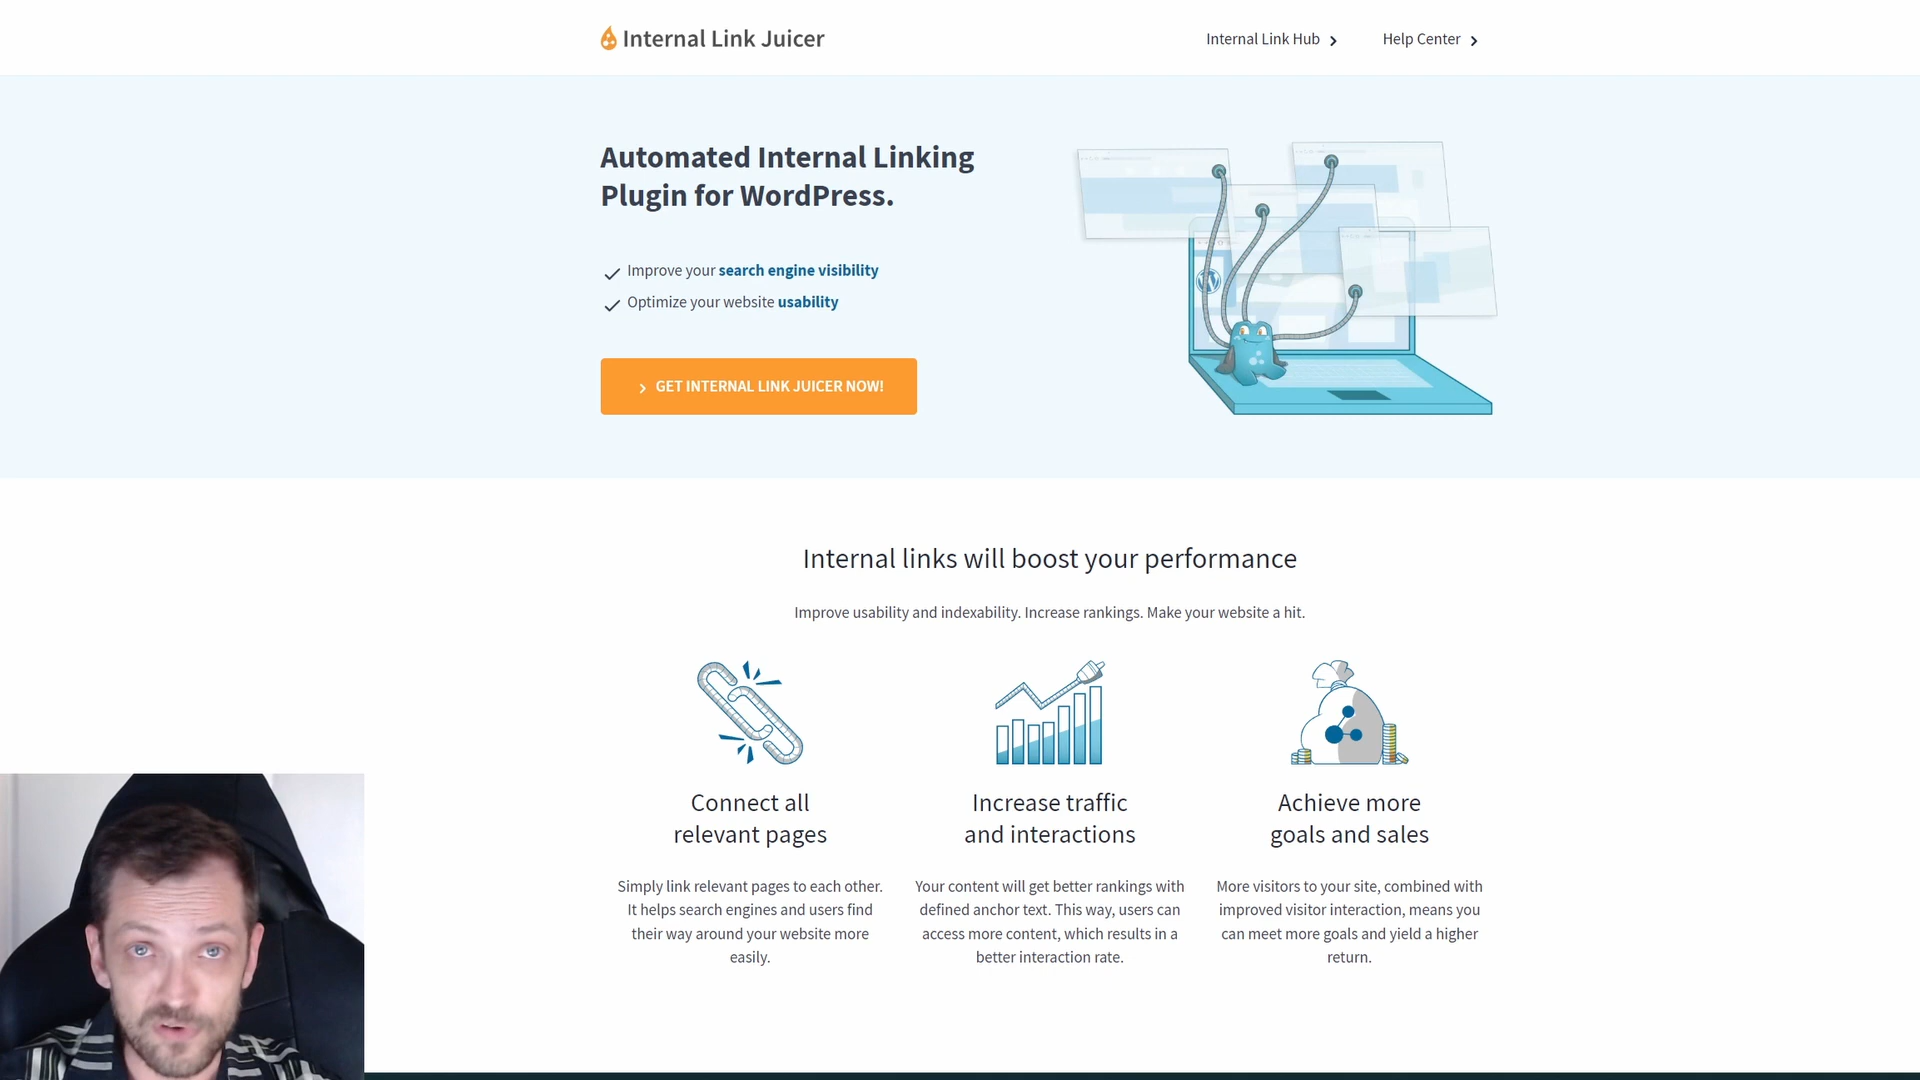 Internal Link Juicer
Internal Link Hub
Help Center
Automated Internal Linking
Plugin for WordPress.
Improve your search engine visibility
Optimize your website usability
GET INTERNAL LINK JUICER NOW!
Internal links will boost your performance
Improve usability and indexability. Increase rankings. Make your website a hit.
Connect all
relevant pages
Simply link relevant pages to each other.
It helps search engines and users find
their way around your website more
easily.
Increase traffic
and interactions
Your content will get better rankings with
defined anchor text. This way, users can
access more content, which results in a
better interaction rate.
Achieve more
goals and sales
More visitors to your site, combined with
improved visitor interaction, means you
can meet more goals and yield a higher
return.